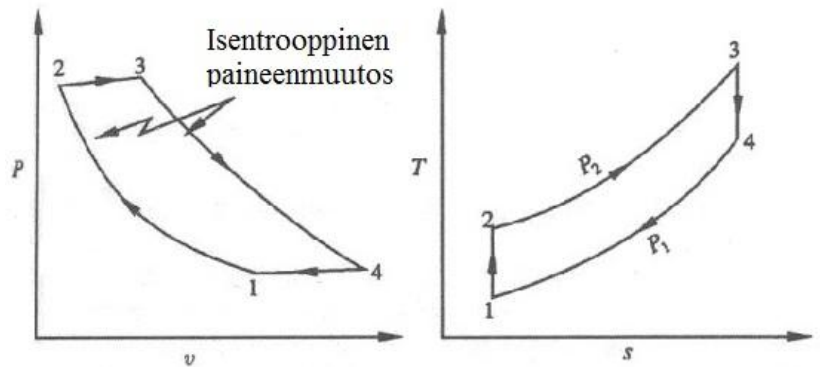 Isentrooppinen
paineenmuutos
2
3
P
1
4
v
3
4
T
P2
2
P1
1
s